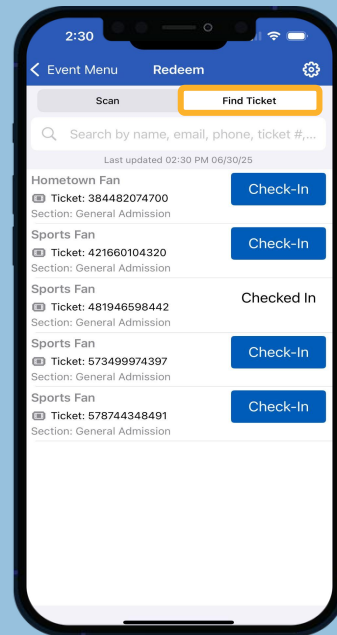 2:30
Event Menu Redeem
Scan Find Ticket
Search by name, email, phone, ticket #,...
Last updated 02:30 PM 06/30/25
Hometown Fan
Ticket: 384482074700
Section: General Admission
Check-In
Sports Fan
Ticket: 421660104320
Section: General Admission
Check-In
Sports Fan
Ticket: 481946598442
Section: General Admission
Checked In
Sports Fan
Ticket: 573499974397
Section: General Admission
Check-In
Sports Fan
Ticket: 578744348491
Section: General Admission
Check-In